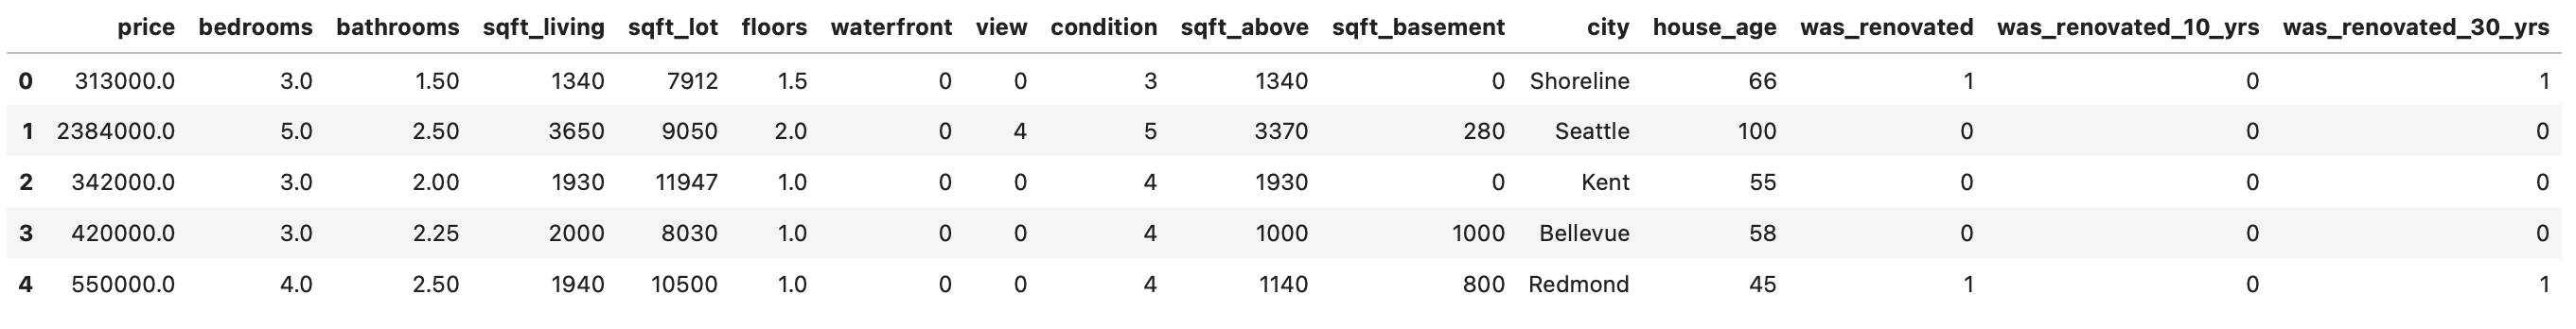 price bedrooms bathrooms sqft_living sqft_lot floors waterfront view condition sqft_above sqft_basement city house_age was_renovated was_renovated_10_yrs was_renovated_30_yrs
0 313000.0 3.0 1.50 1340 7912 1.5 0 0 3 1340 0 Shoreline 66 1 0 1
1 2384000.0 5.0 2.50 3650 9050 2.0 0 4 5 3370 280 Seattle 100 0 0 0
2 342000.0 3.0 2.00 1930 11947 1.0 0 0 4 1930 0 Kent 55 0 0 0
3 420000.0 3.0 2.25 2000 8030 1.0 0 0 4 1000 1000 Bellevue 58 0 0 0
4 550000.0 4.0 2.50 1940 10500 1.0 0 0 4 1140 800 Redmond 45 1 0 1